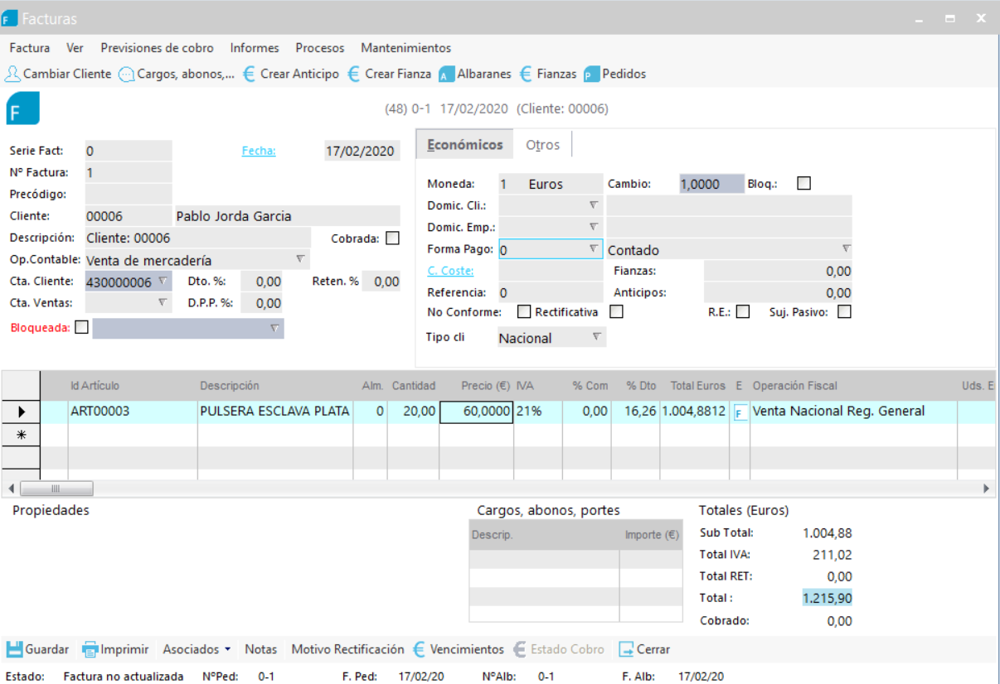 F Facturas
Factura Ver Previsiones de cobro Informes Procesos Mantenimientos
Cambiar Cliente Cargos, abonos,... € Crear Anticipo € Crear Fianza A Albaranes € Fianzas P Pedidos
F (48) 0-1 17/02/2020 (Cliente: 00006)
Serie Fact: 0 Fecha: 17/02/2020
Nº Factura: 1
Precódigo:
Cliente: 00006 Pablo Jorda Garcia
Descripción: Cliente: 00006 Cobrada:
Op.Contable: Venta de mercadería
Cta. Cliente: 430000006 Dto. %: 0,00 Reten. % 0,00
Cta. Ventas: D.P.P. %: 0,00
Bloqueada:
Económicos Otros
Moneda: 1 Euros Cambio: 1,0000 Bloq.:
Domic. Cli.:
Domic. Emp.:
Forma Pago: 0 Contado
C. Coste: Fianzas: 0,00
Referencia: 0 Anticipos: 0,00
No Conforme: Rectificativa R.E.: Suj. Pasivo:
Tipo cli Nacional
Id Artículo Descripción Alm. Cantidad Precio (€) IVA % Com % Dto Total Euros E Operación Fiscal Uds. E
ART00003 PULSERA ESCLAVA PLATA 0 20,00 60,0000 21% 0,00 16,26 1.004,8812 F Venta Nacional Reg. General
Propiedades
Cargos, abonos, portes
Descrip. Importe (€)
Totales (Euros)
Sub Total: 1.004,88
Total IVA: 211,02
Total RET: 0,00
Total : 1.215,90
Cobrado: 0,00
Guardar Imprimir Asociados Notas Motivo Rectificación € Vencimientos € Estado Cobro Cerrar
Estado: Factura no actualizada NºPed: 0-1 F. Ped: 17/02/20 NºAlb: 0-1 F. Alb: 17/02/20